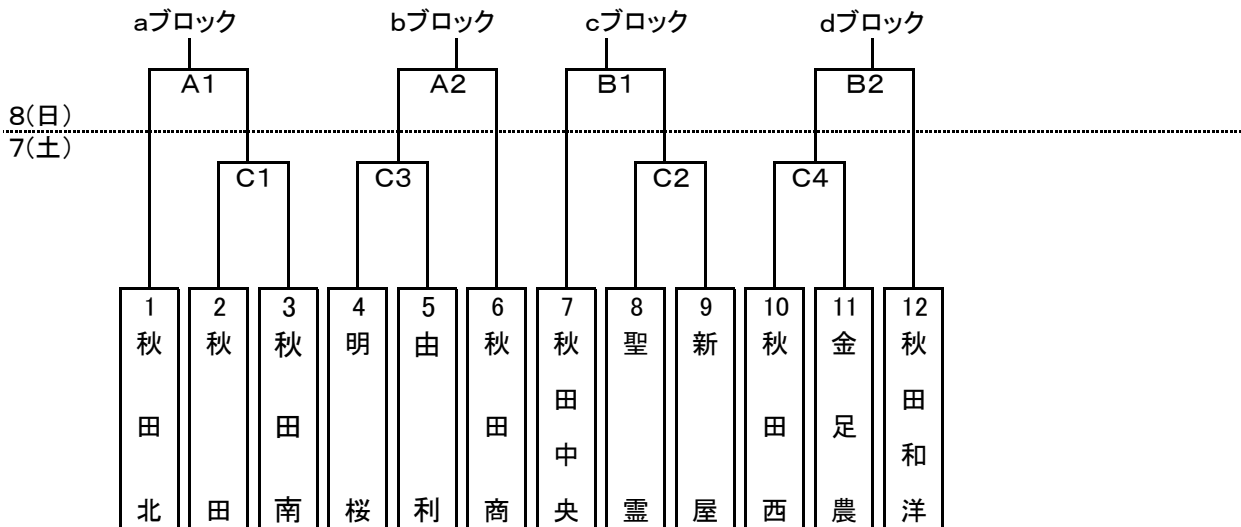 aブロック
bブロック
cブロック
dブロック
A1
A2
B1
B2
8(日)
7(土)
C1
C3
C2
C4
1
秋田北
2
秋田
3
秋田南
4
明桜
5
由利
6
秋田商
7
秋田中央
8
聖霊
9
新屋
10
秋田西
11
金足農
12
秋田和洋